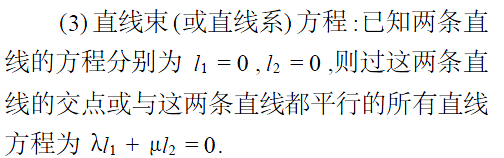 (3) 直线束(或直线系)方程:已知两条直
线的方程分别为 l₁ = 0 , l₂ = 0 ,则过这两条直
线的交点或与这两条直线都平行的所有直线
方程为 λl₁ + μl₂ = 0.